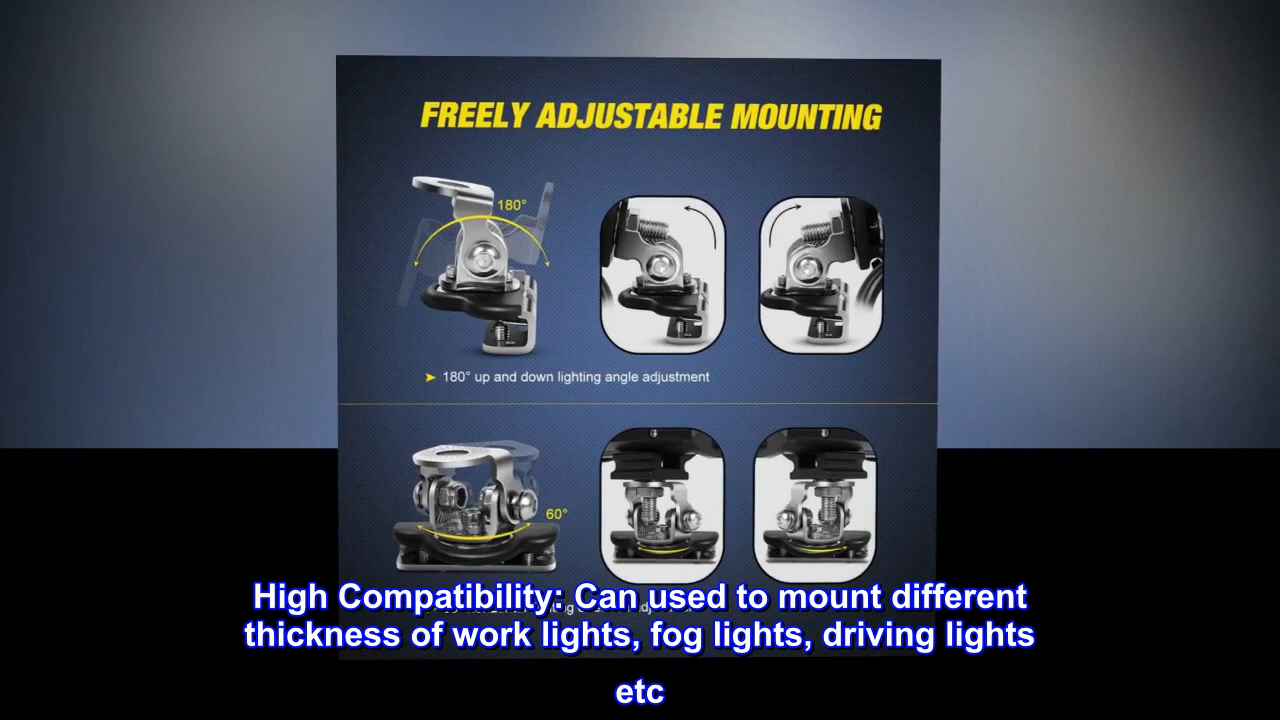 FREELY ADJUSTABLE MOUNTING
180°
180° up and down lighting angle adjustment
60°
High Compatibility: Can used to mount different
thickness of work lights, fog lights, driving lights
etc